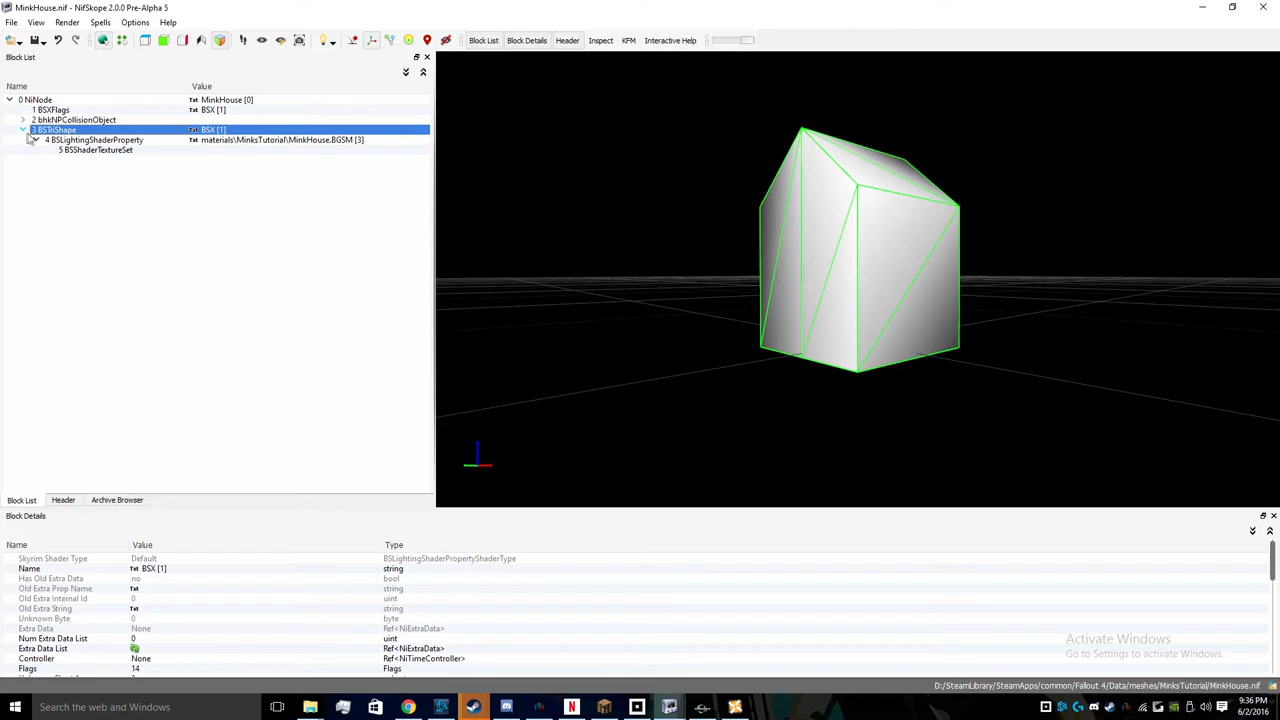 MinkHouse.nif - NifSkope 2.0.0 Pre-Alpha 5
File View Render Spells Options Help
Block List Block Details Header Inspect KFM Interactive Help
Block List
Name Value
0 NiNode Txt MinkHouse [0]
1 BSXFlags Txt BSX [1]
2 bhkNPCollisionObject
3 BSTriShape Txt BSX [1]
4 BSLightingShaderProperty Txt materials\MinksTutorial\MinkHouse.BGSM [3]
5 BSShaderTextureSet
Block List Header Archive Browser
Block Details
Name Value Type
Skyrim Shader Type Default BSLightingShaderPropertyShaderType
Name Txt BSX [1] string
Has Old Extra Data no bool
Old Extra Prop Name Txt string
Old Extra Internal Id 0 uint
Old Extra String Txt string
Unknown Byte 0 byte
Extra Data None Ref<NiExtraData>
Num Extra Data List 0 uint
Extra Data List Ref<NiExtraData>
Controller None Ref<NiTimeController>
Flags 14 Flags
Activate Windows
Go to Settings to activate Windows.
D:/SteamLibrary/SteamApps/common/Fallout 4/Data/meshes/MinksTutorial/MinkHouse.nif
Search the web and Windows
9:36 PM
6/2/2016